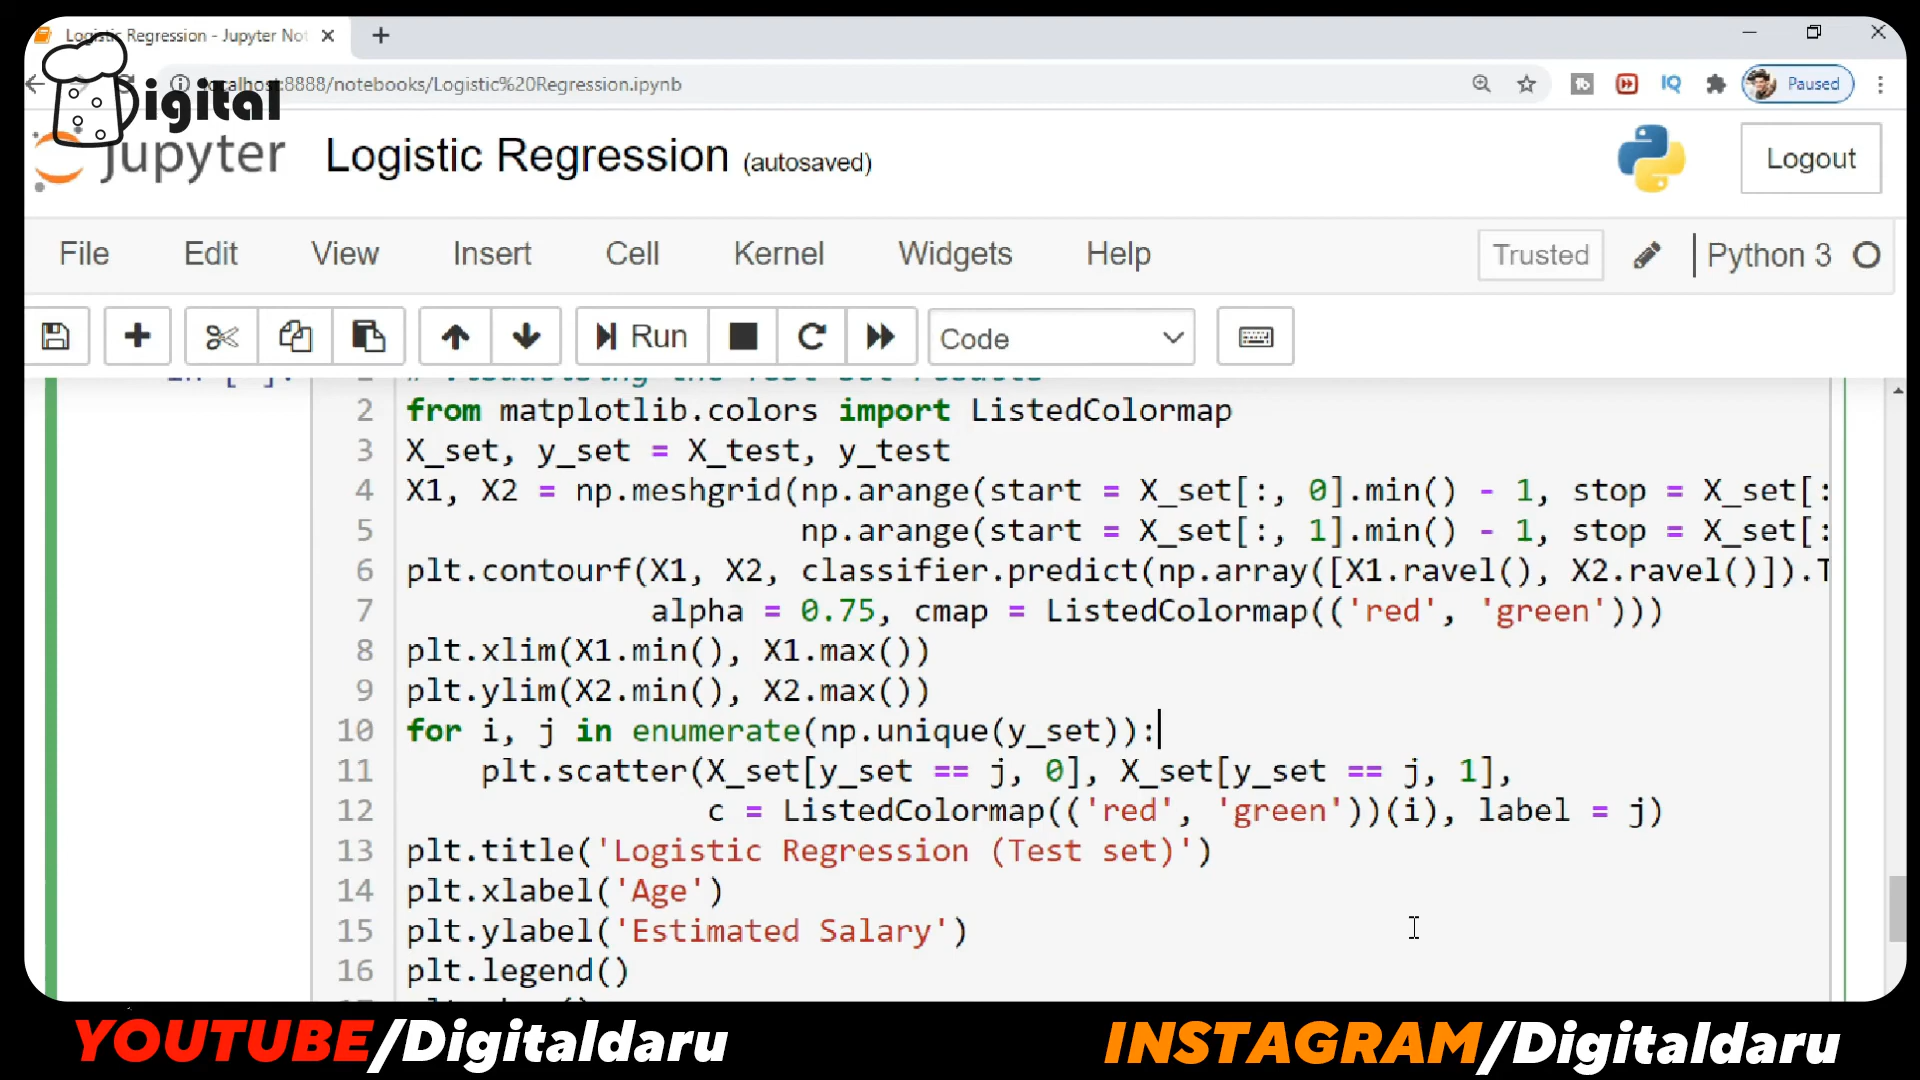 Logistic Regression - Jupyter Not
localhost:8888/notebooks/Logistic%20Regression.ipynb
Paused
Digital
jupyter
Logistic Regression (autosaved)
Logout
File Edit View Insert Cell Kernel Widgets Help
Trusted
Python 3
Run
Code
2 from matplotlib.colors import ListedColormap
3 X_set, y_set = X_test, y_test
4 X1, X2 = np.meshgrid(np.arange(start = X_set[:, 0].min() - 1, stop = X_set[:
5 np.arange(start = X_set[:, 1].min() - 1, stop = X_set[:
6 plt.contourf(X1, X2, classifier.predict(np.array([X1.ravel(), X2.ravel()]).T
7 alpha = 0.75, cmap = ListedColormap(('red', 'green')))
8 plt.xlim(X1.min(), X1.max())
9 plt.ylim(X2.min(), X2.max())
10 for i, j in enumerate(np.unique(y_set)):
11 plt.scatter(X_set[y_set == j, 0], X_set[y_set == j, 1],
12 c = ListedColormap(('red', 'green'))(i), label = j)
13 plt.title('Logistic Regression (Test set)')
14 plt.xlabel('Age')
15 plt.ylabel('Estimated Salary')
16 plt.legend()
YOUTUBE/Digitaldaru
INSTAGRAM/Digitaldaru